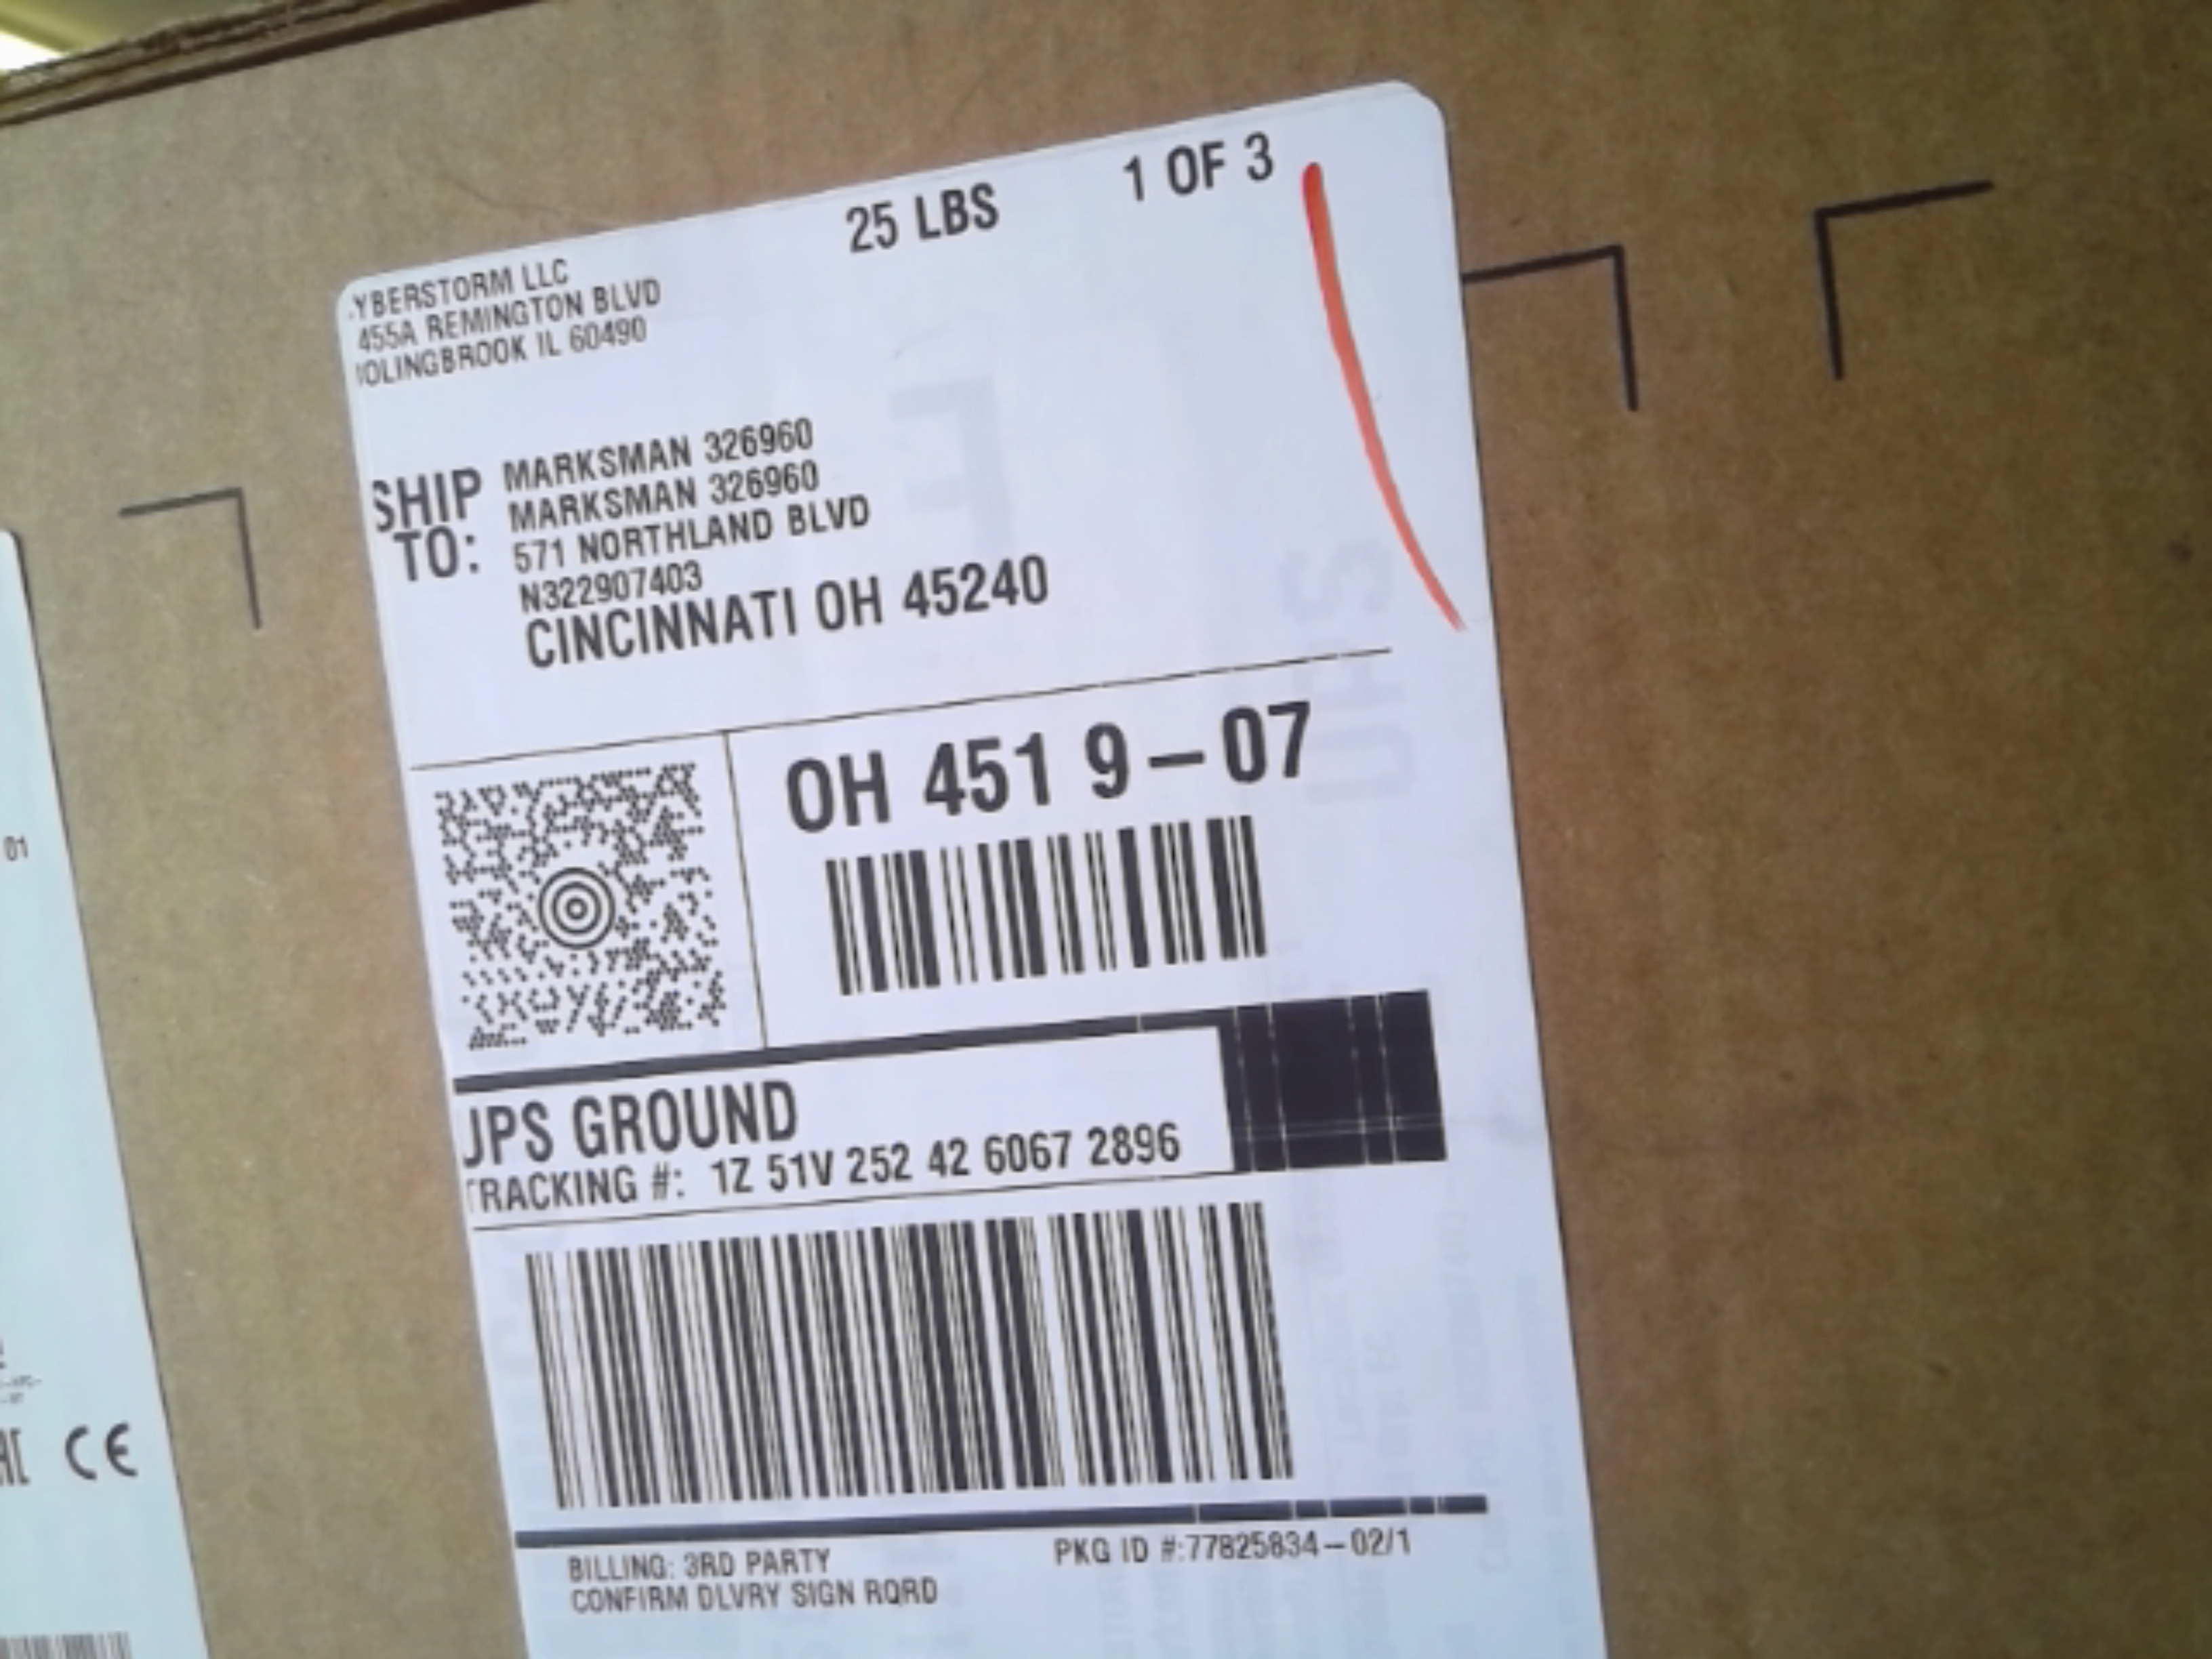 25 LBS 1 OF 3
YBERSTORM LLC
455A REMINGTON BLVD
OLINGBROOK IL 60490
SHIP TO:
MARKSMAN 326960
MARKSMAN 326960
571 NORTHLAND BLVD
N322907403
CINCINNATI OH 45240
OH 451 9-07
UPS GROUND
TRACKING #: 1Z 51V 252 42 6067 2896
BILLING: 3RD PARTY
CONFIRM DLVRY SIGN RQRD
PKG ID #:77825834-02/1
01
CE